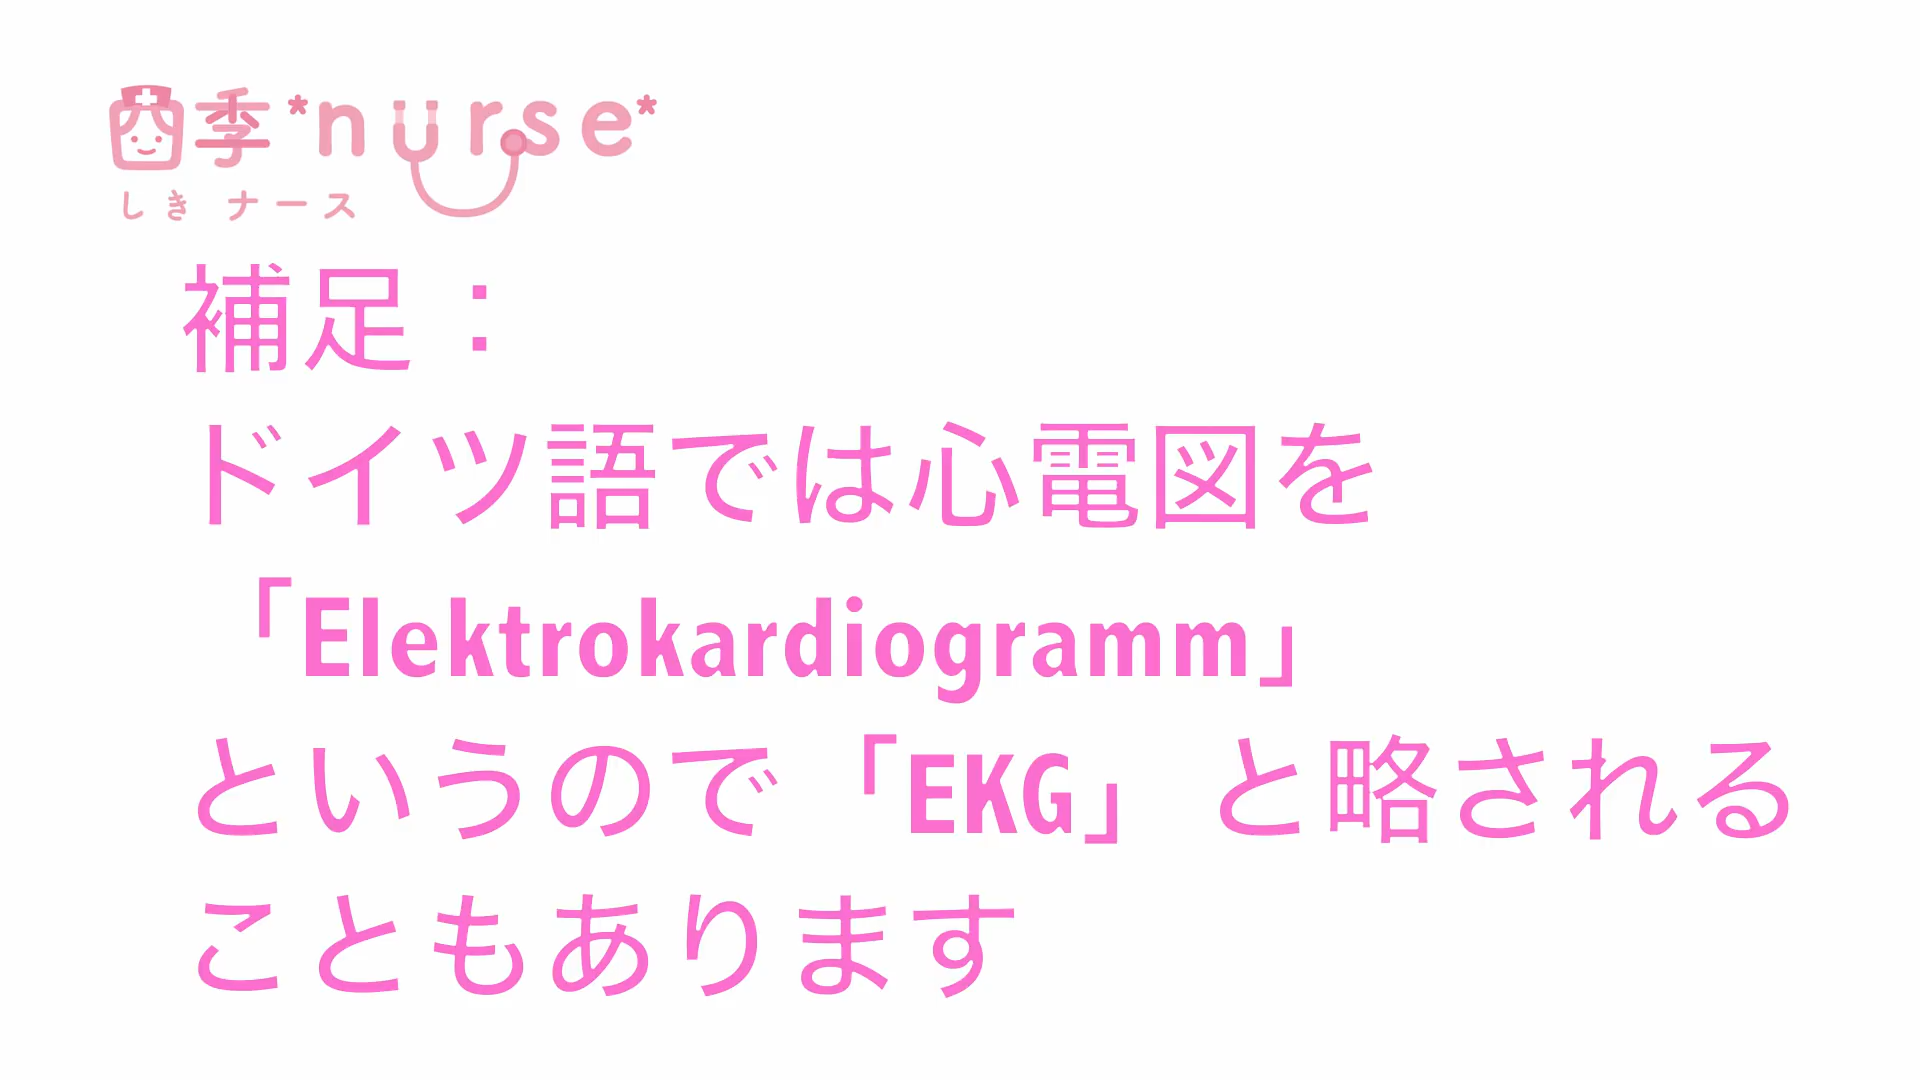 四季*nurse*
しき ナース
補足：
ドイツ語では心電図を
「Elektrokardiogramm」
というので「EKG」と略される
こともあります